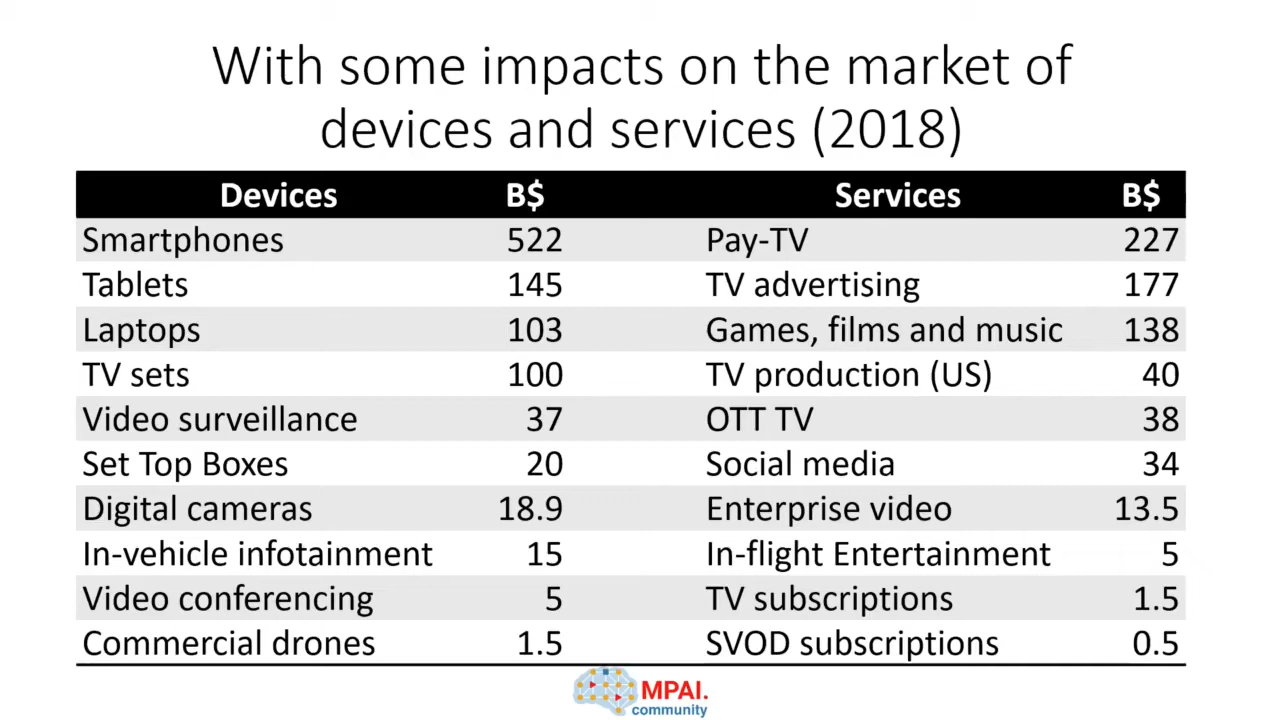 With some impacts on the market of
devices and services (2018)
Devices B$ Services B$
Smartphones 522 Pay-TV 227
Tablets 145 TV advertising 177
Laptops 103 Games, films and music 138
TV sets 100 TV production (US) 40
Video surveillance 37 OTT TV 38
Set Top Boxes 20 Social media 34
Digital cameras 18.9 Enterprise video 13.5
In-vehicle infotainment 15 In-flight Entertainment 5
Video conferencing 5 TV subscriptions 1.5
Commercial drones 1.5 SVOD subscriptions 0.5
MPAI.
community